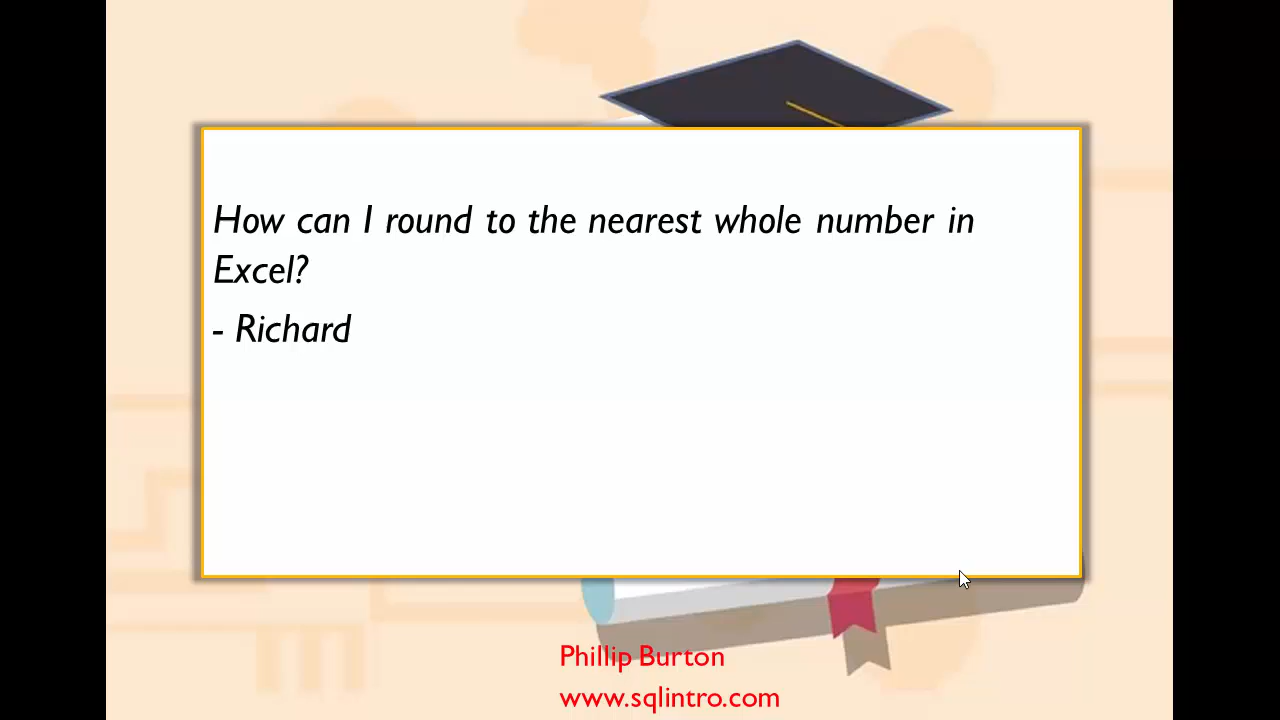 How can I round to the nearest whole number in
Excel?
- Richard
Phillip Burton
www.sqlintro.com